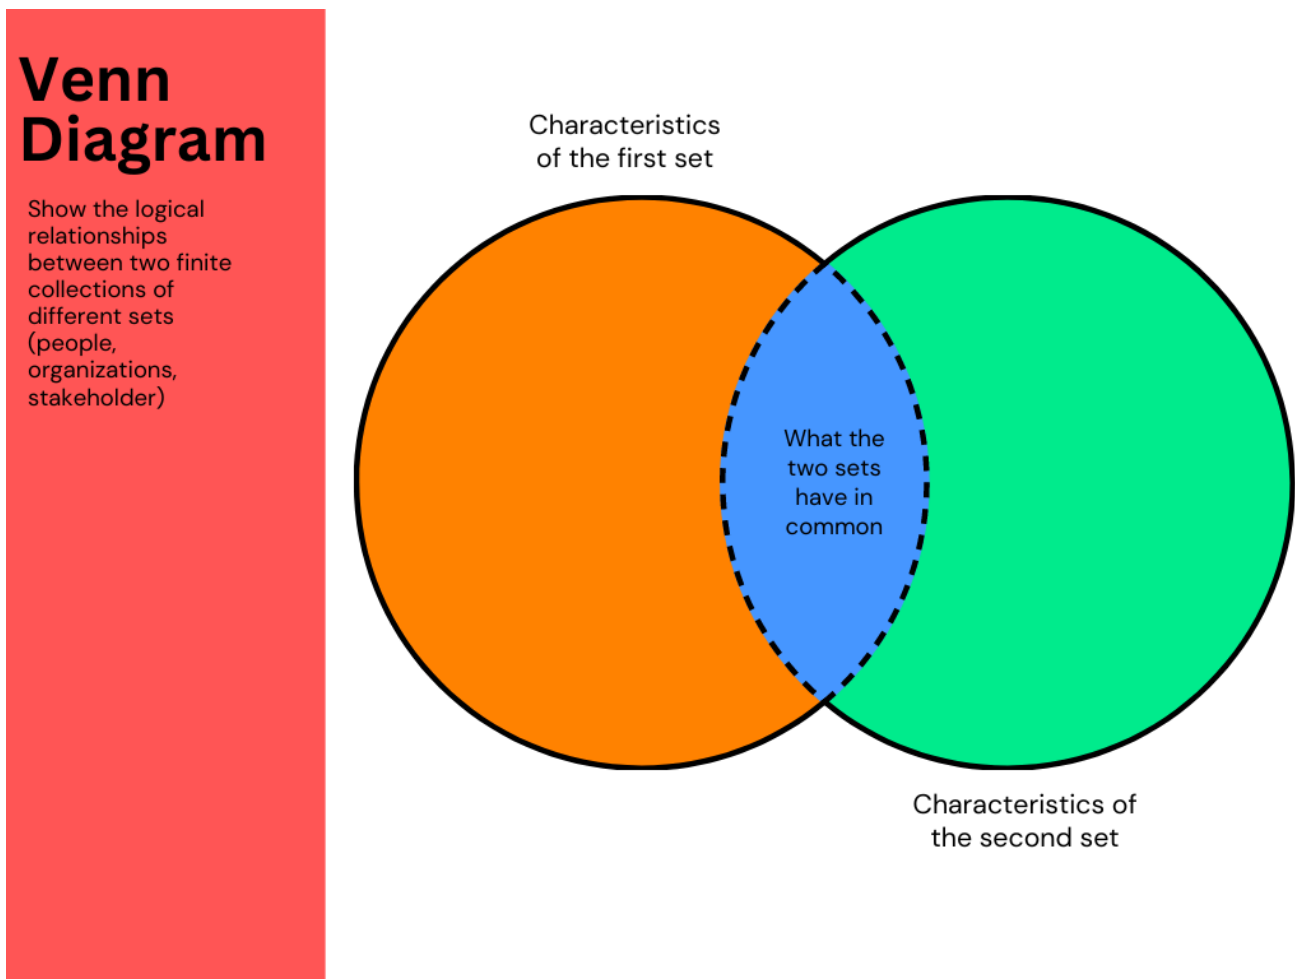 Venn
Diagram
Show the logical
relationships
between two finite
collections of
different sets
(people,
organizations,
stakeholder)
Characteristics
of the first set
What the
two sets
have in
common
Characteristics of
the second set